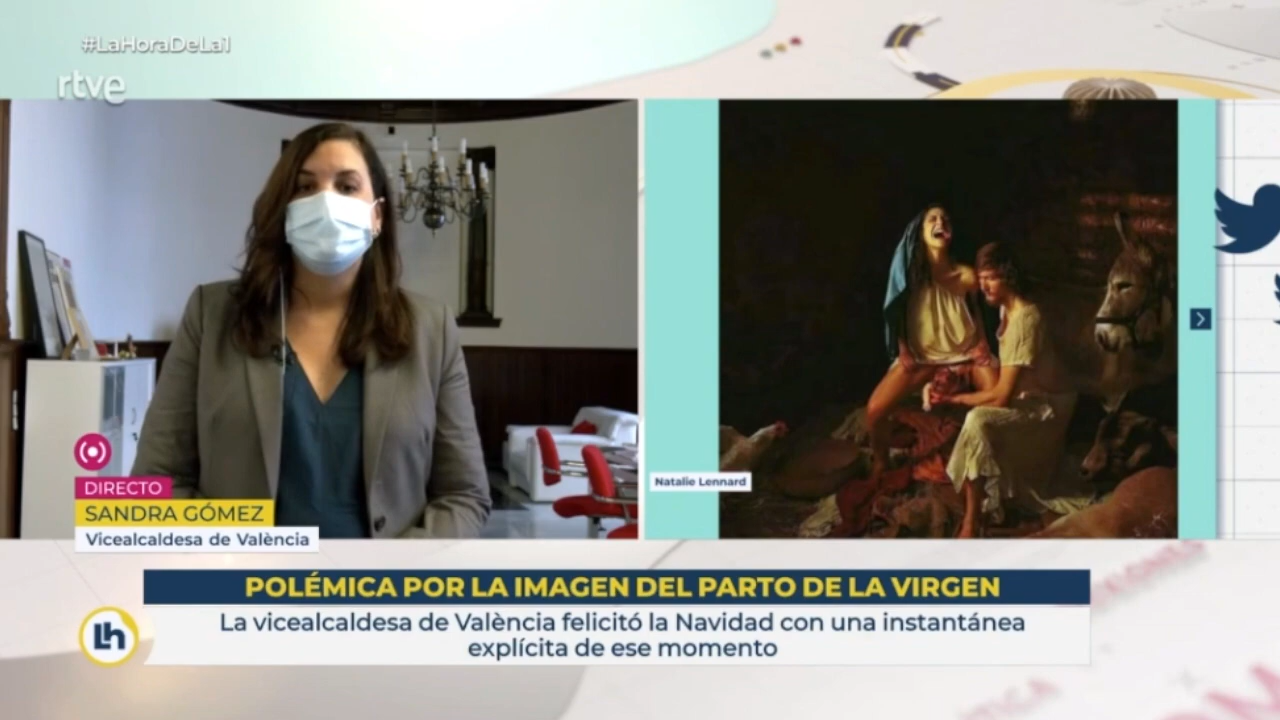 #LaHoraDeLa1
rtve
Natalie Lennard
DIRECTO
SANDRA GÓMEZ
Vicealcaldesa de València
POLÉMICA POR LA IMAGEN DEL PARTO DE LA VIRGEN
Lh
La vicealcaldesa de València felicitó la Navidad con una instantánea
explícita de ese momento